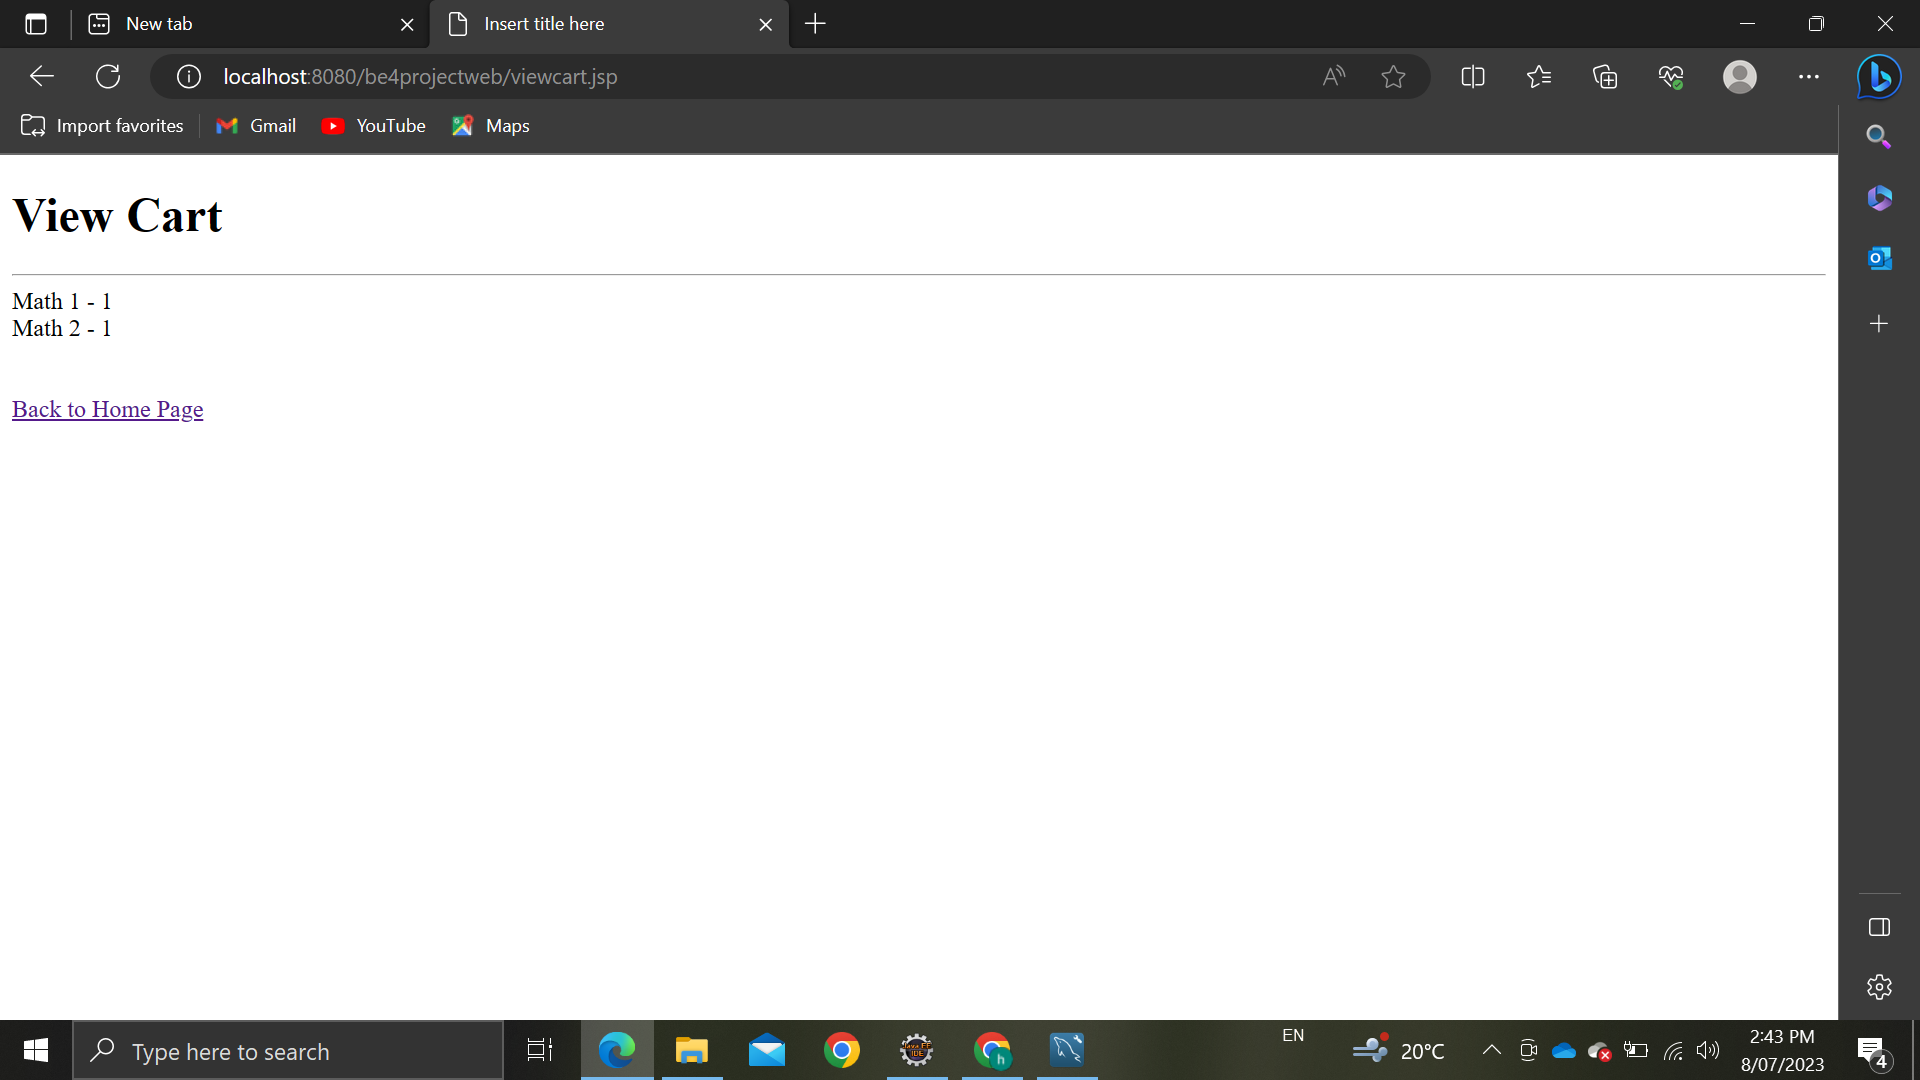 New tab
Insert title here
localhost:8080/be4projectweb/viewcart.jsp
Import favorites
Gmail
YouTube
Maps
View Cart
Math 1 - 1
Math 2 - 1
Back to Home Page
Type here to search
EN
20°C
2:43 PM
8/07/2023
4